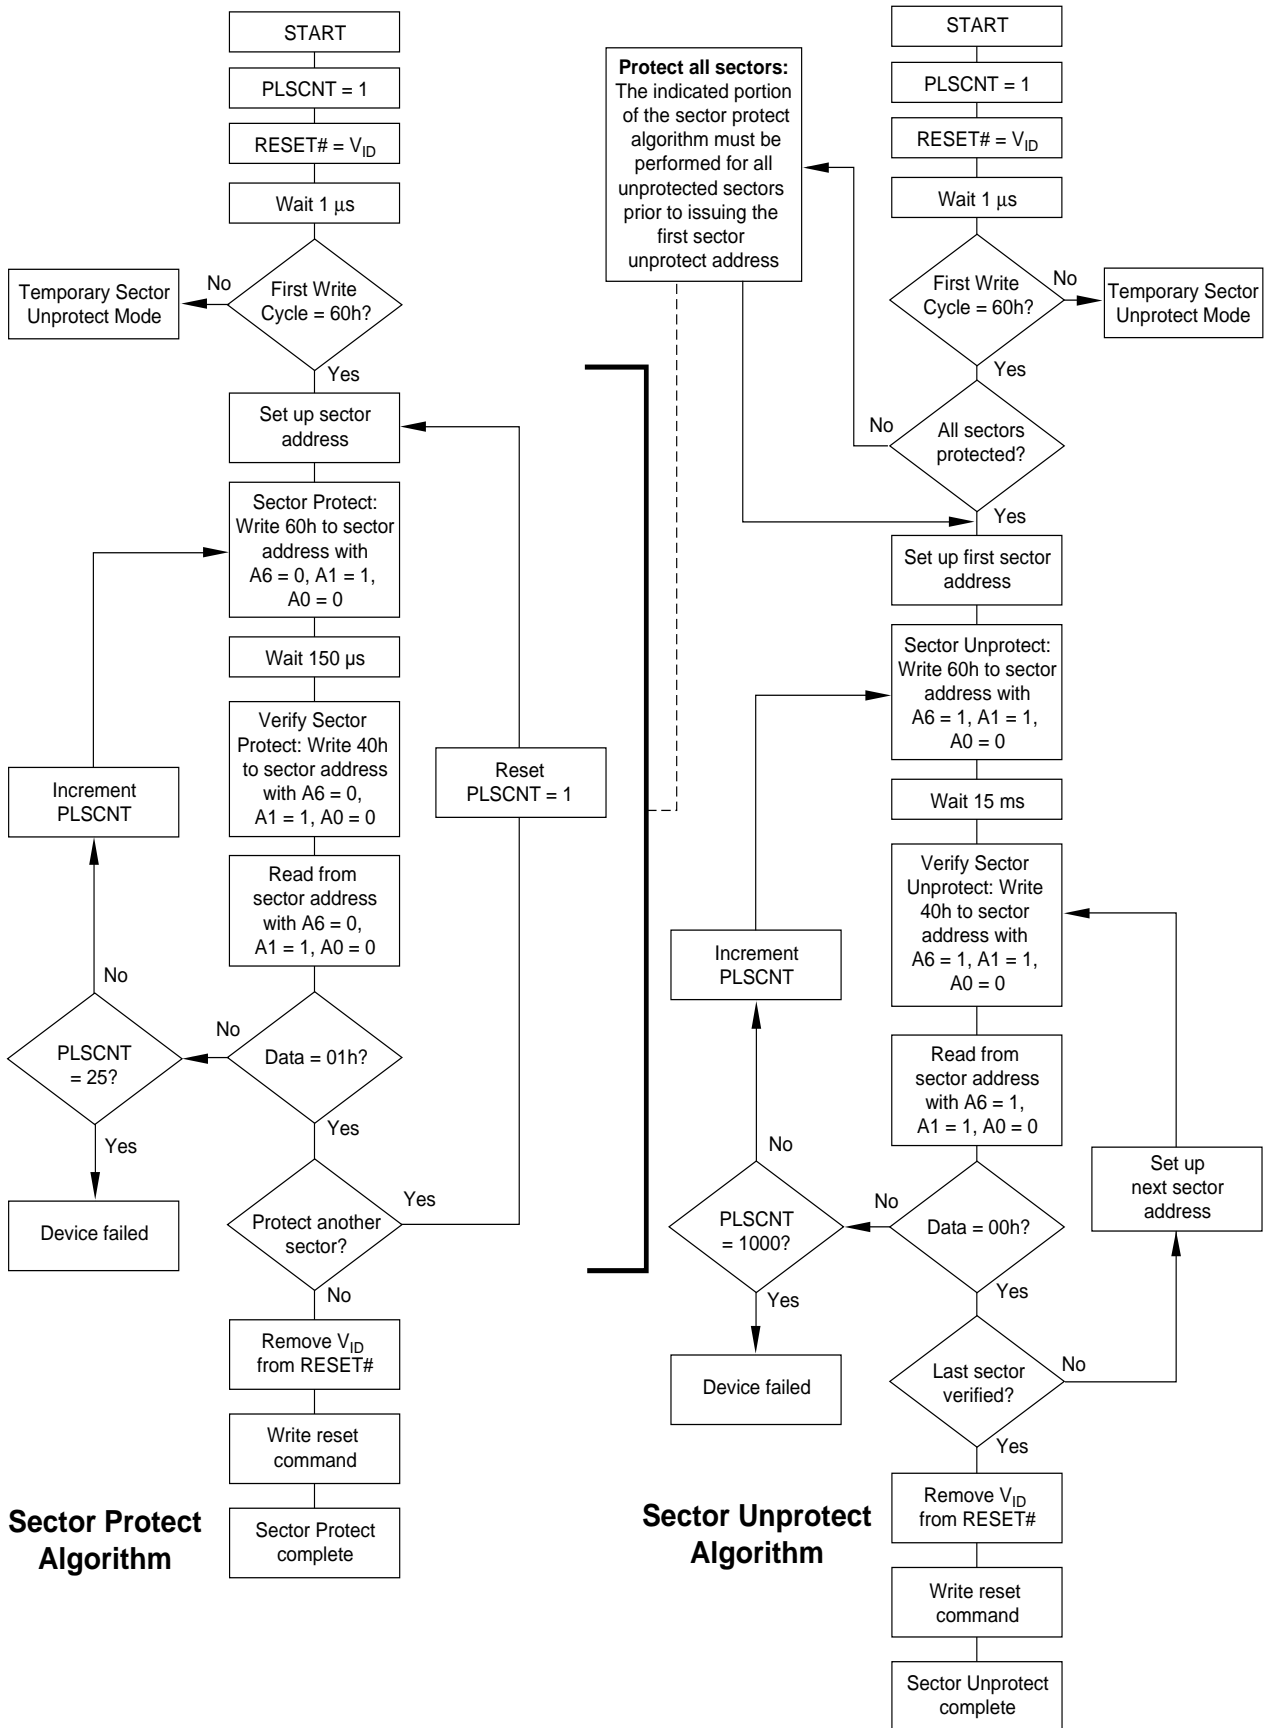 START
PLSCNT = 1
RESET# = VID
Wait 1 μs
First Write
Cycle = 60h?
No
Temporary Sector
Unprotect Mode
Yes
Set up sector
address
Sector Protect:
Write 60h to sector
address with
A6 = 0, A1 = 1,
A0 = 0
Wait 150 µs
Verify Sector
Protect: Write 40h
to sector address
with A6 = 0,
A1 = 1, A0 = 0
Reset
PLSCNT = 1
Increment
PLSCNT
Read from
sector address
with A6 = 0,
A1 = 1, A0 = 0
No
No
Data = 01h?
PLSCNT
= 25?
Yes
Yes
Device failed
Protect another
sector?
Yes
No
Remove VID
from RESET#
Write reset
command
Sector Protect
complete
Sector Protect
Algorithm
Protect all sectors:
The indicated portion
of the sector protect
algorithm must be
performed for all
unprotected sectors
prior to issuing the
first sector
unprotect address
START
PLSCNT = 1
RESET# = VID
Wait 1 μs
First Write
Cycle = 60h?
No
Temporary Sector
Unprotect Mode
Yes
No
All sectors
protected?
Yes
Set up first sector
address
Sector Unprotect:
Write 60h to sector
address with
A6 = 1, A1 = 1,
A0 = 0
Wait 15 ms
Verify Sector
Unprotect: Write
40h to sector
address with
A6 = 1, A1 = 1,
A0 = 0
Increment
PLSCNT
Read from
sector address
with A6 = 1,
A1 = 1, A0 = 0
No
No
Data = 00h?
PLSCNT
= 1000?
Set up
next sector
address
Yes
Yes
Device failed
Last sector
verified?
No
Yes
Remove VID
from RESET#
Write reset
command
Sector Unprotect
complete
Sector Unprotect
Algorithm